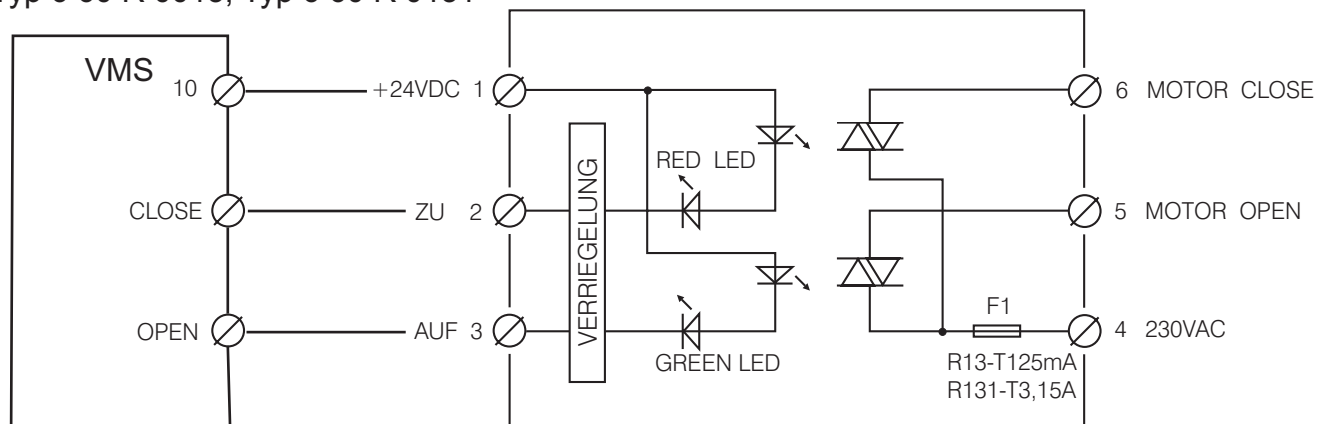 VMS
10
+24VDC 1
6 MOTOR CLOSE
RED LED
CLOSE
ZU 2
VERRIEGELUNG
5 MOTOR OPEN
F1
OPEN
AUF 3
4 230VAC
GREEN LED
R13-T125mA
R131-T3,15A